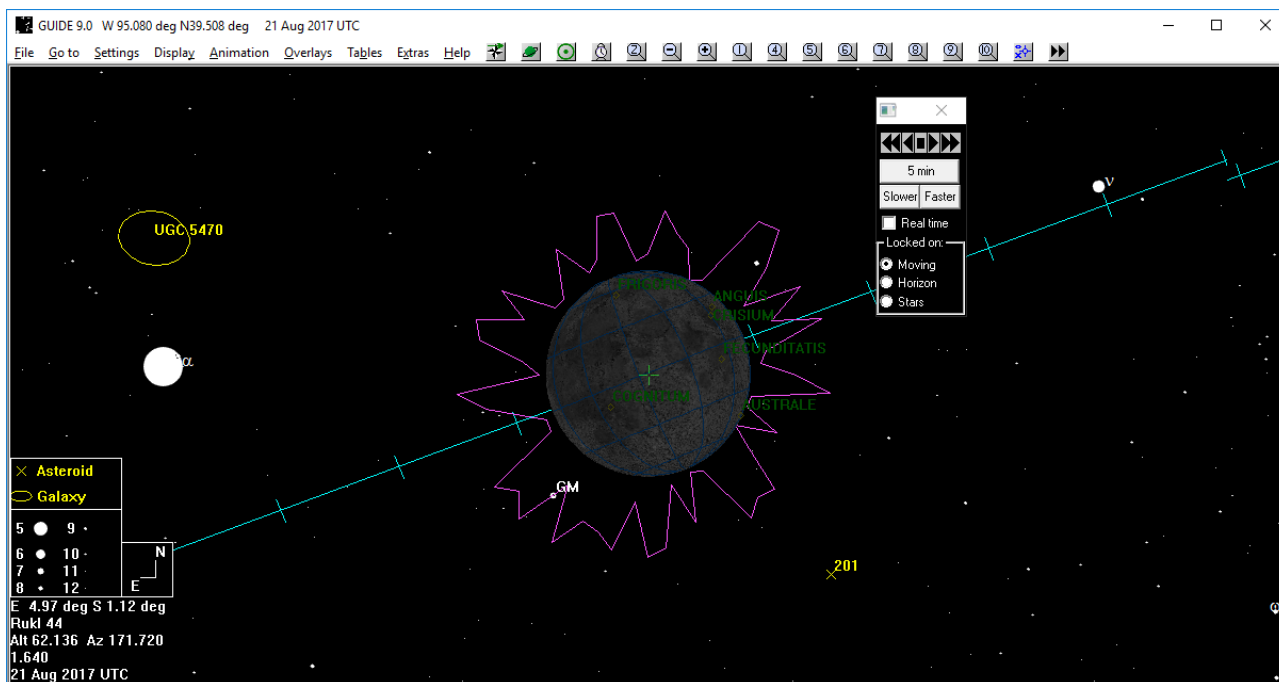 GUIDE 9.0 W 95.080 deg N39.508 deg 21 Aug 2017 UTC
File Go to Settings Display Animation Overlays Tables Extras Help
5 min
Slower Faster
Real time
Locked on:
Moving
Horizon
Stars
ν
UGC 5470
α
FRIGORIS
ANGUIS
CRISIUM
FECUNDITATIS
COGNITUM
AUSTRALE
GM
201
ω
× Asteroid
Galaxy
5 9
6 10
7 11
8 12
N
E
E 4.97 deg S 1.12 deg
Rukl 44
Alt 62.136 Az 171.720
1.640
21 Aug 2017 UTC